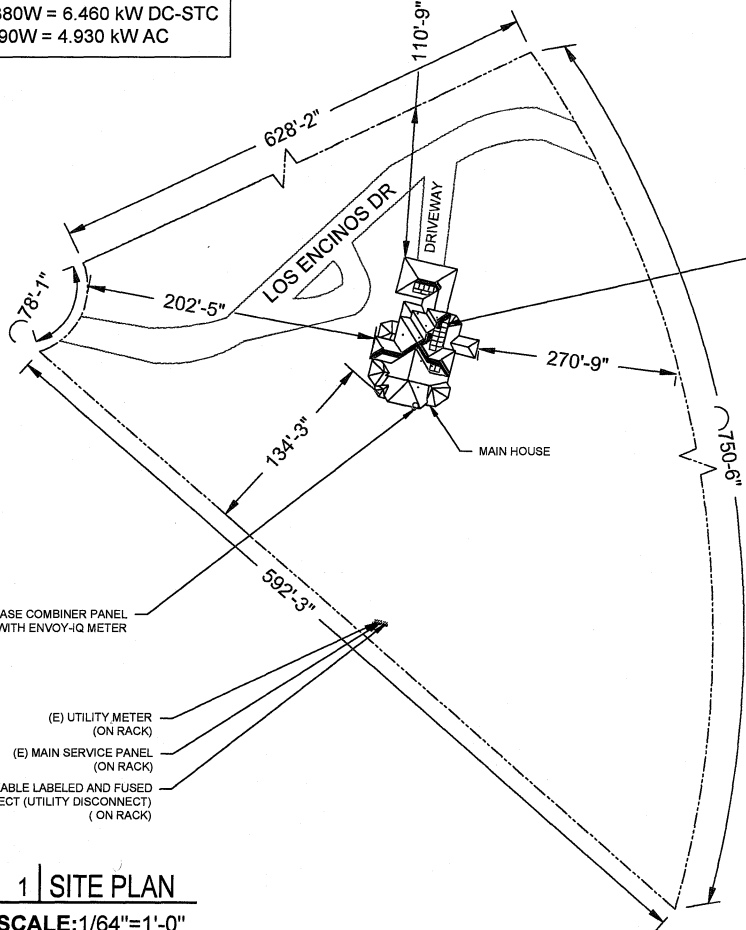 680W = 6.460 kW DC-STC
90W = 4.930 kW AC
110'-9"
628'-2"
DRIVEWAY
LOS ENCINOS DR
78'-1"
202'-5"
270'-9"
134'-3"
MAIN HOUSE
750-6"
592'-3"
ASE COMBINER PANEL
WITH ENVOY-IQ METER
(E) UTILITY METER
(ON RACK)
(E) MAIN SERVICE PANEL
(ON RACK)
ABLE LABELED AND FUSED
ECT (UTILITY DISCONNECT)
( ON RACK)
1 SITE PLAN
SCALE:1/64"=1'-0"